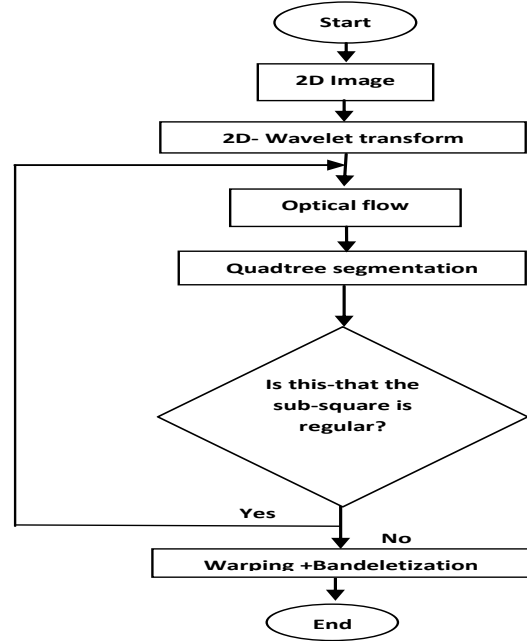 Start
2D Image
2D- Wavelet transform
Optical flow
Quadtree segmentation
Is this-that the
sub-square is
regular?
Yes
No
Warping +Bandeletization
End